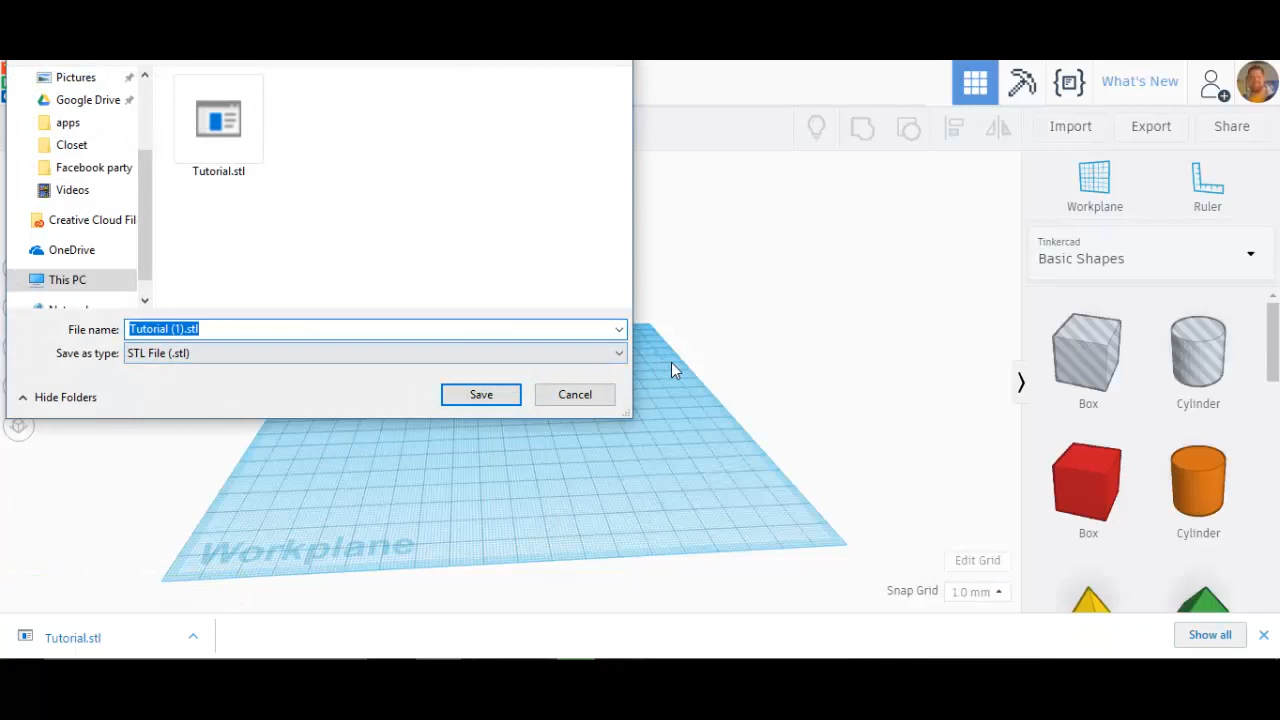 Pictures
Google Drive
apps
Closet
Facebook party
Videos
Creative Cloud Fil
OneDrive
This PC
Tutorial.stl
File name: Tutorial (1).stl
Save as type: STL File (.stl)
Hide Folders
Save
Cancel
What's New
Import
Export
Share
Workplane
Ruler
Tinkercad
Basic Shapes
Box
Cylinder
Box
Cylinder
Workplane
Edit Grid
Snap Grid 1.0 mm
Tutorial.stl
Show all